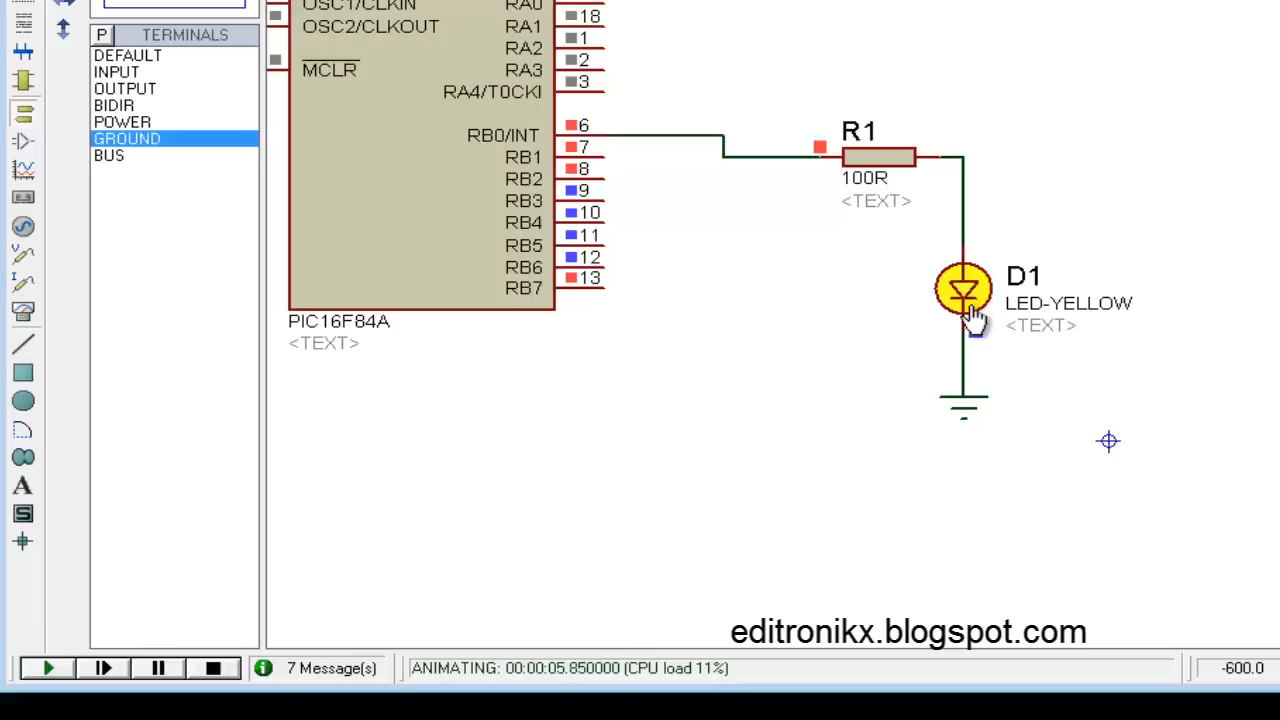 OSC1/CLKIN
RA0
OSC2/CLKOUT
RA1
18
RA2
1
MCLR
RA3
2
RA4/T0CKI
3
RB0/INT
6
RB1
7
RB2
8
RB3
9
RB4
10
RB5
11
RB6
12
RB7
13
PIC16F84A
<TEXT>
R1
100R
<TEXT>
D1
LED-YELLOW
<TEXT>
P TERMINALS
DEFAULT
INPUT
OUTPUT
BIDIR
POWER
GROUND
BUS
A
S
V
I
editronikx.blogspot.com
7 Message(s)
ANIMATING: 00:00:05.850000 (CPU load 11%)
-600.0